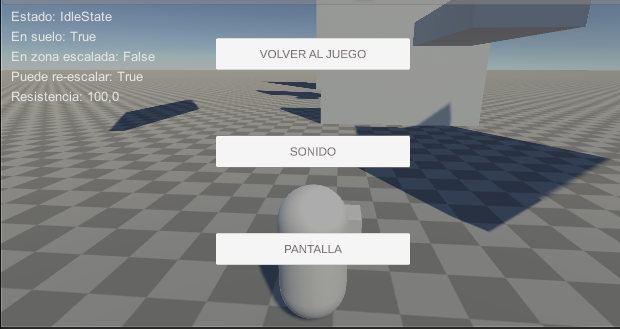 Estado: IdleState
En suelo: True
En zona escalada: False
Puede re-escalar: True
Resistencia: 100,0
VOLVER AL JUEGO
SONIDO
PANTALLA